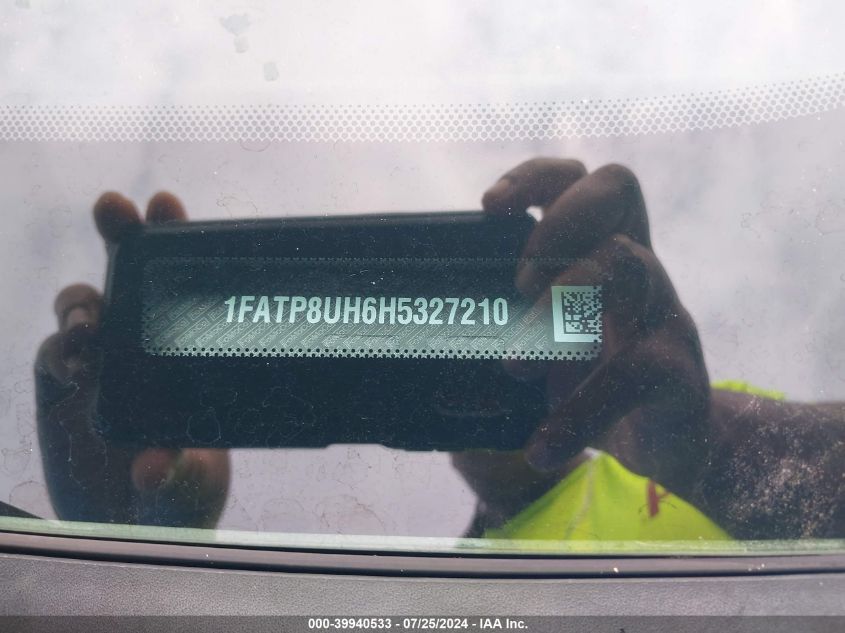 1FATP8UH6H5327210
000-39940533 - 07/25/2024 - IAA Inc.